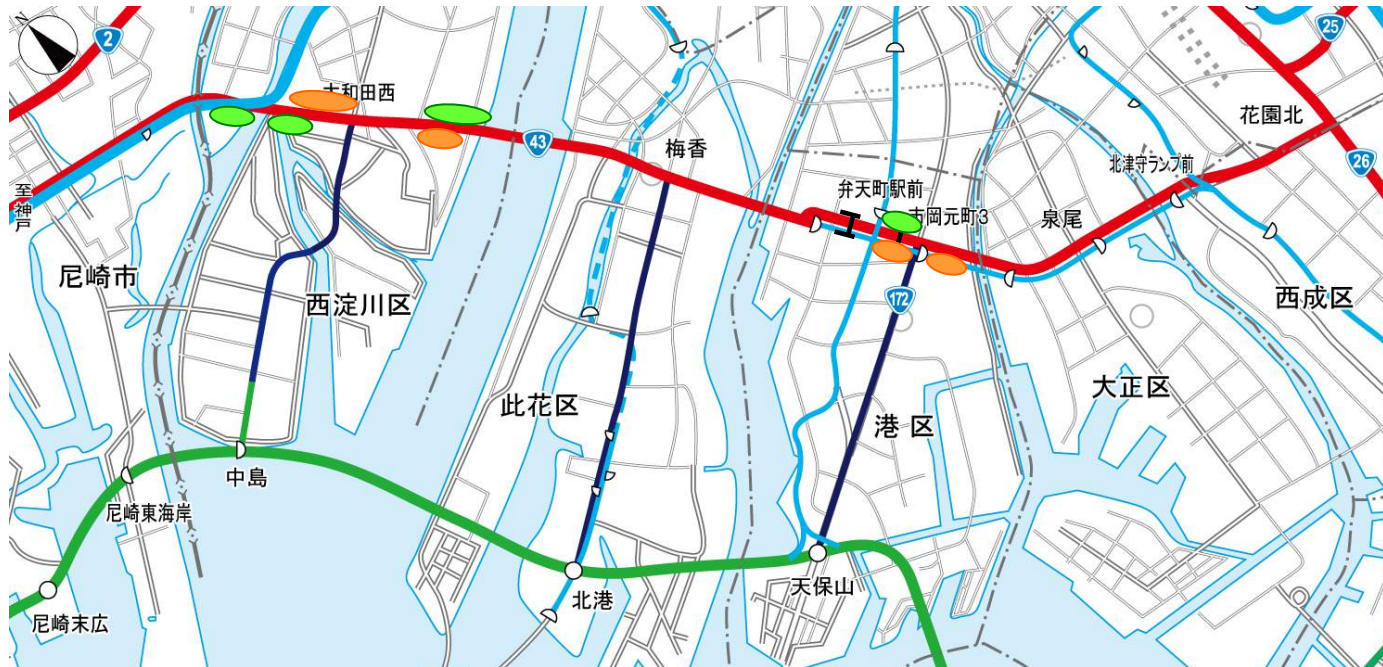 N
2
25
大和田西
43
梅香
花園北
26
北津守ランプ前
弁天町駅前
市岡元町3
泉尾
至神戸
尼崎市
西淀川区
172
西成区
此花区
港区
大正区
中島
尼崎東海岸
尼崎末広
北港
天保山